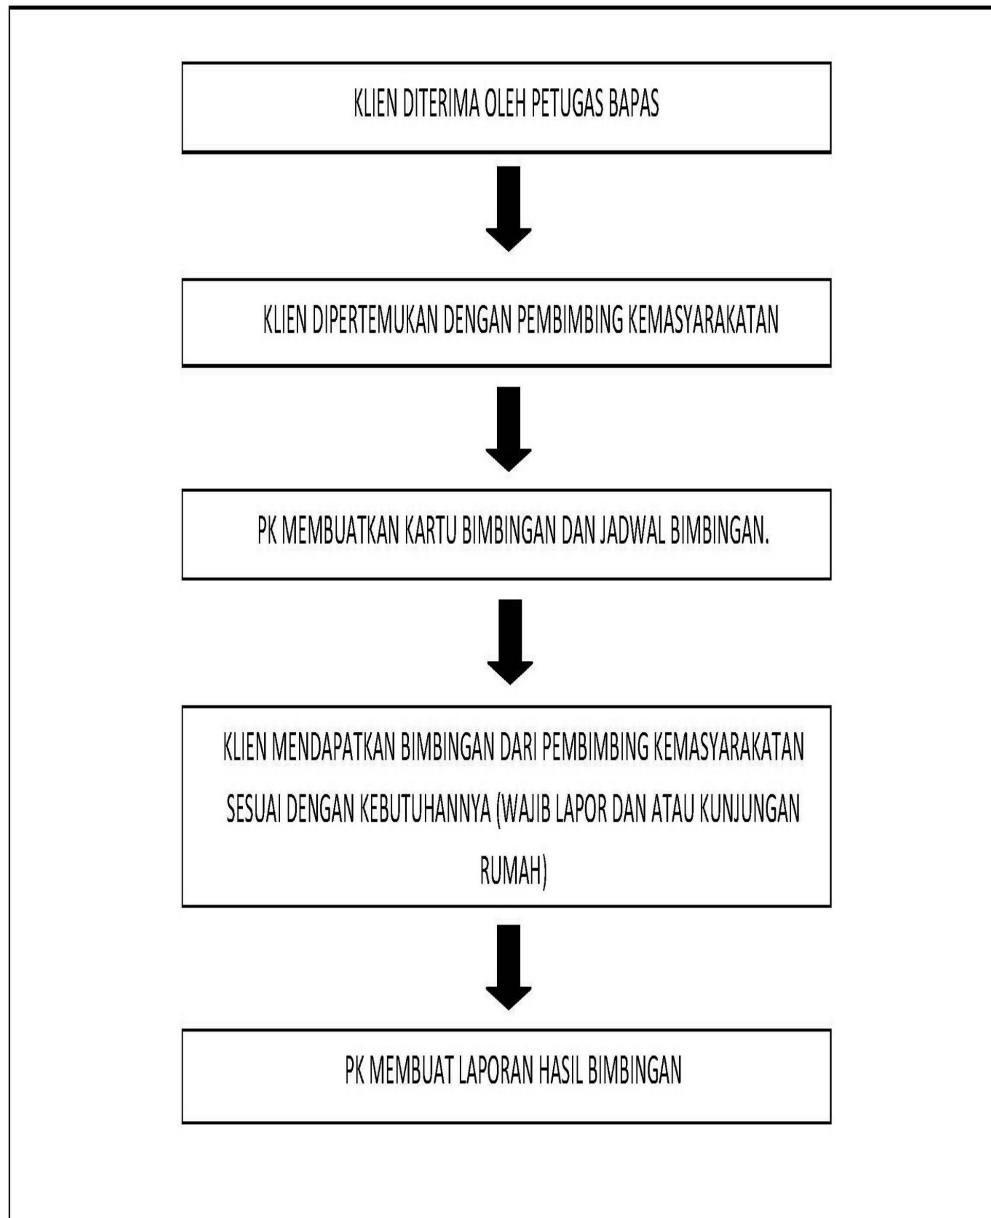 KLIEN DITERIMA OLEH PETUGAS BAPAS
KLIEN DIPERTEMUKAN DENGAN PEMBIMBING KEMASYARAKATAN
PK MEMBUATKAN KARTU BIMBINGAN DAN JADWAL BIMBINGAN.
KLIEN MENDAPATKAN BIMBINGAN DARI PEMBIMBING KEMASYARAKATAN
SESUAI DENGAN KEBUTUHANNYA (WAJIB LAPOR DAN ATAU KUNJUNGAN
RUMAH)
PK MEMBUAT LAPORAN HASIL BIMBINGAN